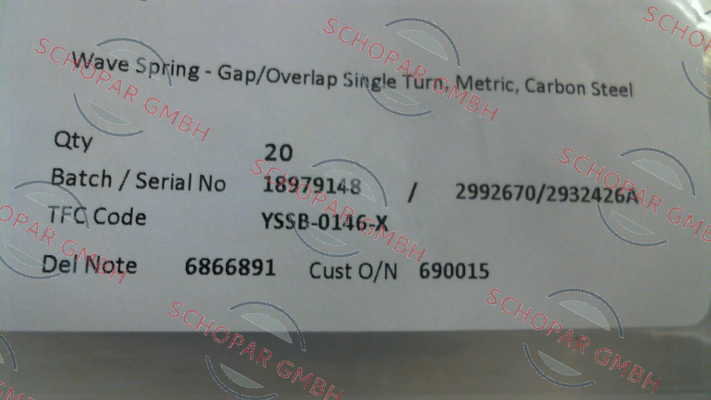 Wave Spring - Gap/Overlap Single Turn, Metric, Carbon Steel
Qty 20
Batch / Serial No 18979148 / 2992670/2932426A
TFC Code YSSB-0146-X
Del Note 6866891 Cust O/N 690015
SCHOPAR GMBH
SCHOPAR GMBH
SCHOPAR GMBH
SCHOPAR GMBH
SCHOPAR GMBH
SCHOPAR GMBH
SCHOPAR GMBH